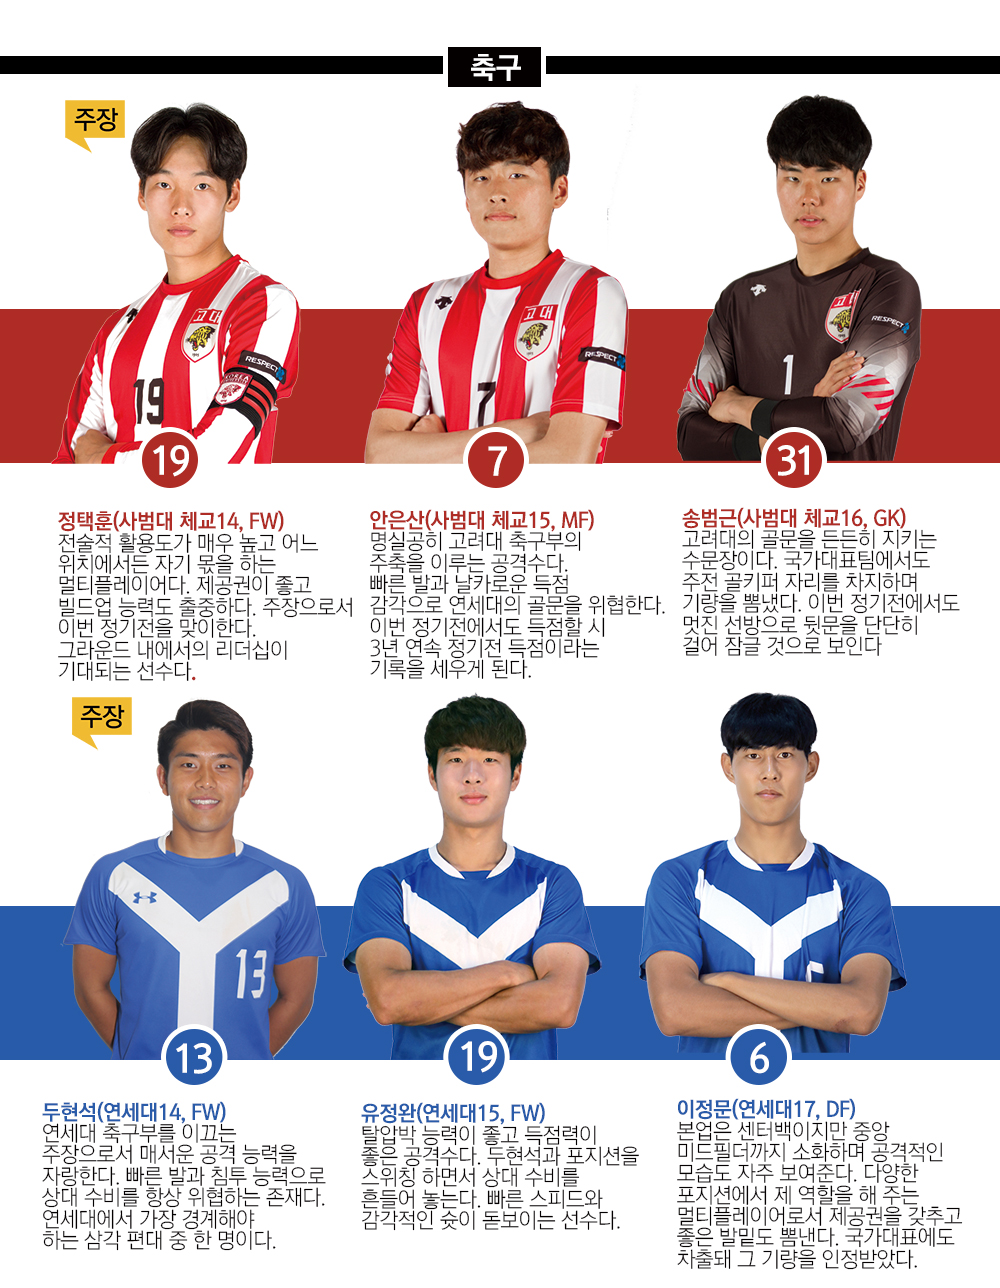 축구
주장
고대
RESPECT
KOREA
19
고대
RESPECT
7
고대
RESPECT
1
19
7
31
정택훈(사범대 체교14, FW)
전술적 활용도가 매우 높고 어느
위치에서든 자기 몫을 하는
멀티플레이어다. 제공권이 좋고
빌드업 능력도 출중하다. 주장으로서
이번 정기전을 맞이한다.
그라운드 내에서의 리더십이
기대되는 선수다.
안은산(사범대 체교15, MF)
명실공히 고려대 축구부의
주축을 이루는 공격수다.
빠른 발과 날카로운 득점
감각으로 연세대의 골문을 위협한다.
이번 정기전에서도 득점할 시
3년 연속 정기전 득점이라는
기록을 세우게 된다.
송범근(사범대 체교16, GK)
고려대의 골문을 든든히 지키는
수문장이다. 국가대표팀에서도
주전 골키퍼 자리를 차지하며
기량을 뽐냈다. 이번 정기전에서도
멋진 선방으로 뒷문을 단단히
걸어 잠글 것으로 보인다
주장
13
13
19
6
두현석(연세대14, FW)
연세대 축구부를 이끄는
주장으로서 매서운 공격 능력을
자랑한다. 빠른 발과 침투 능력으로
상대 수비를 항상 위협하는 존재다.
연세대에서 가장 경계해야
하는 삼각 편대 중 한 명이다.
유정완(연세대15, FW)
탈압박 능력이 좋고 득점력이
좋은 공격수다. 두현석과 포지션을
스위칭 하면서 상대 수비를
흔들어 놓는다. 빠른 스피드와
감각적인 슛이 돋보이는 선수다.
이정문(연세대17, DF)
본업은 센터백이지만 중앙
미드필더까지 소화하며 공격적인
모습도 자주 보여준다. 다양한
포지션에서 제 역할을 해 주는
멀티플레이어로서 제공권을 갖추고
좋은 발밑도 뽐낸다. 국가대표에도
차출돼 그 기량을 인정받았다.